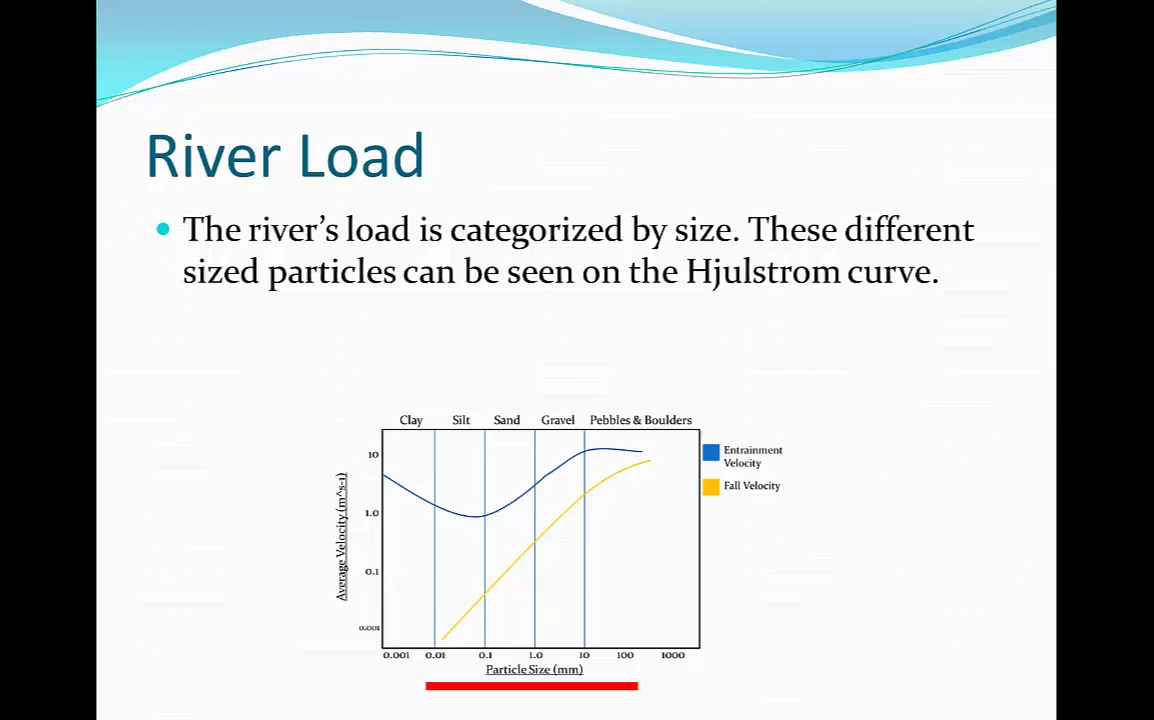 River Load
The river’s load is categorized by size. These different
sized particles can be seen on the Hjulstrom curve.
Clay Silt Sand Gravel Pebbles & Boulders
10
1.0
0.1
0.001
Average Velocity (m^s-1)
Entrainment
Velocity
Fall Velocity
0.001 0.01 0.1 1.0 10 100 1000
Particle Size (mm)